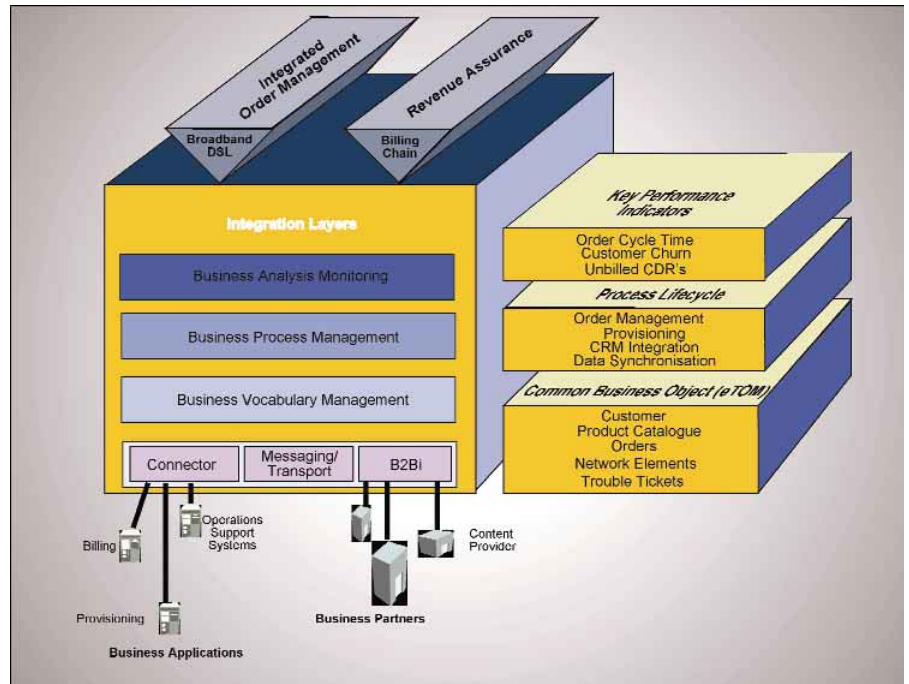 Integrated
Order Management
Broadband
DSL
Revenue Assurance
Billing
Chain
Integration Layers
Business Analysis Monitoring
Business Process Management
Business Vocabulary Management
Connector
Messaging/
Transport
B2Bi
Billing
Operations
Support
Systems
Content
Provider
Provisioning
Business Partners
Business Applications
Key Performance
Indicators
Order Cycle Time
Customer Churn
Unbilled CDR's
Process Lifecycle
Order Management
Provisioning
CRM Integration
Data Synchronisation
Common Business Object (eTOM)
Customer
Product Catalogue
Orders
Network Elements
Trouble Tickets